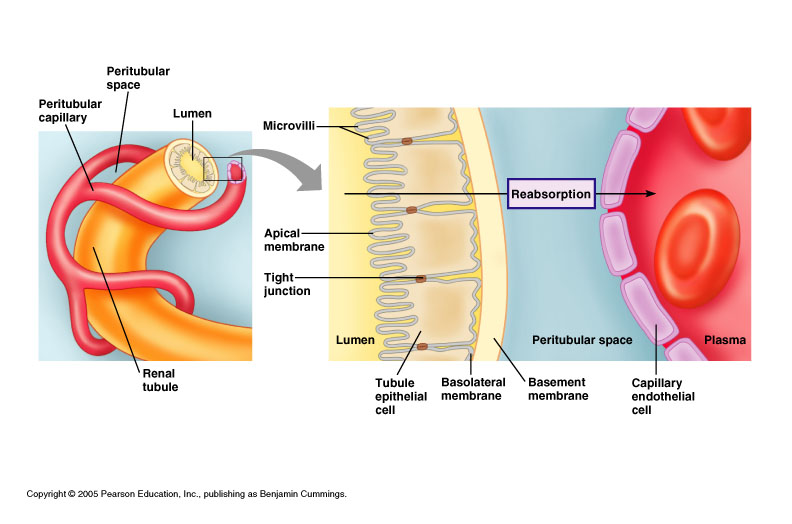 Peritubular
space
Peritubular
capillary
Lumen
Renal
tubule
Microvilli
Reabsorption
Apical
membrane
Tight
junction
Lumen
Peritubular space
Plasma
Tubule
epithelial
cell
Basolateral
membrane
Basement
membrane
Capillary
endothelial
cell
Copyright © 2005 Pearson Education, Inc., publishing as Benjamin Cummings.